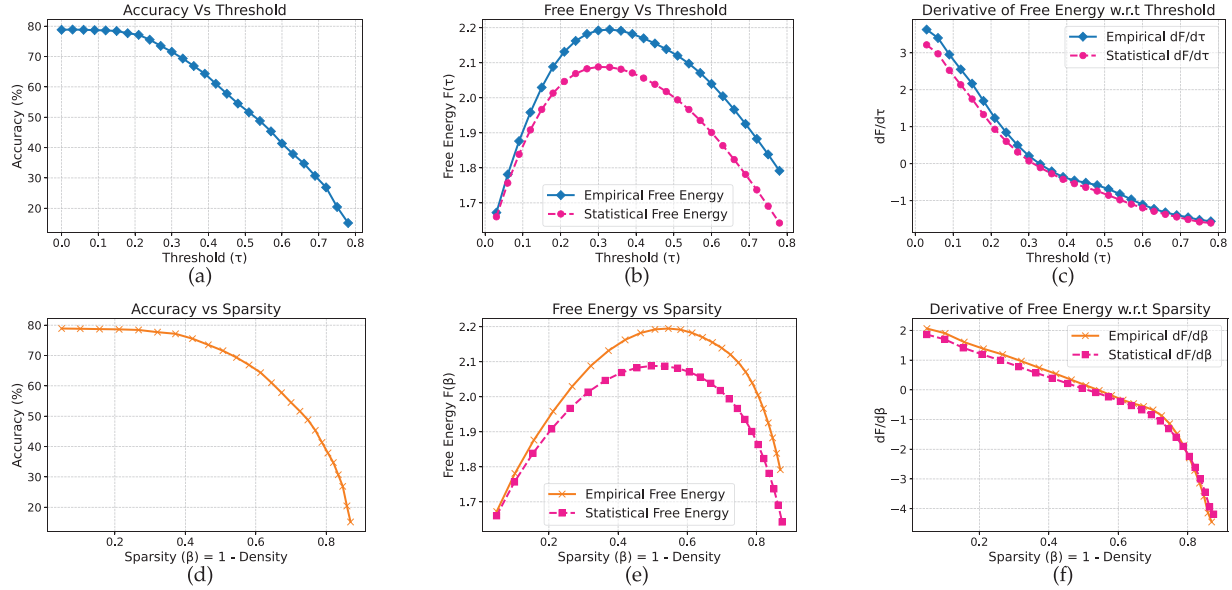 Accuracy Vs Threshold
Accuracy (%)
80
70
60
50
40
30
20
0.0 0.1 0.2 0.3 0.4 0.5 0.6 0.7 0.8
Threshold (τ)
(a)
Free Energy Vs Threshold
Free Energy F(τ)
2.2
2.1
2.0
1.9
1.8
1.7
Empirical Free Energy
Statistical Free Energy
0.0 0.1 0.2 0.3 0.4 0.5 0.6 0.7 0.8
Threshold (τ)
(b)
Derivative of Free Energy w.r.t Threshold
dF/dτ
3
2
1
0
−1
Empirical dF/dτ
Statistical dF/dτ
0.0 0.1 0.2 0.3 0.4 0.5 0.6 0.7 0.8
Threshold (τ)
(c)
Accuracy vs Sparsity
Accuracy (%)
80
70
60
50
40
30
20
0.2 0.4 0.6 0.8
Sparsity (β) = 1 - Density
(d)
Free Energy vs Sparsity
Free Energy F(β)
2.2
2.1
2.0
1.9
1.8
1.7
Empirical Free Energy
Statistical Free Energy
0.2 0.4 0.6 0.8
Sparsity (β) = 1 - Density
(e)
Derivative of Free Energy w.r.t Sparsity
dF/dβ
2
1
0
−1
−2
−3
−4
Empirical dF/dβ
Statistical dF/dβ
0.2 0.4 0.6 0.8
Sparsity (β) = 1 - Density
(f)